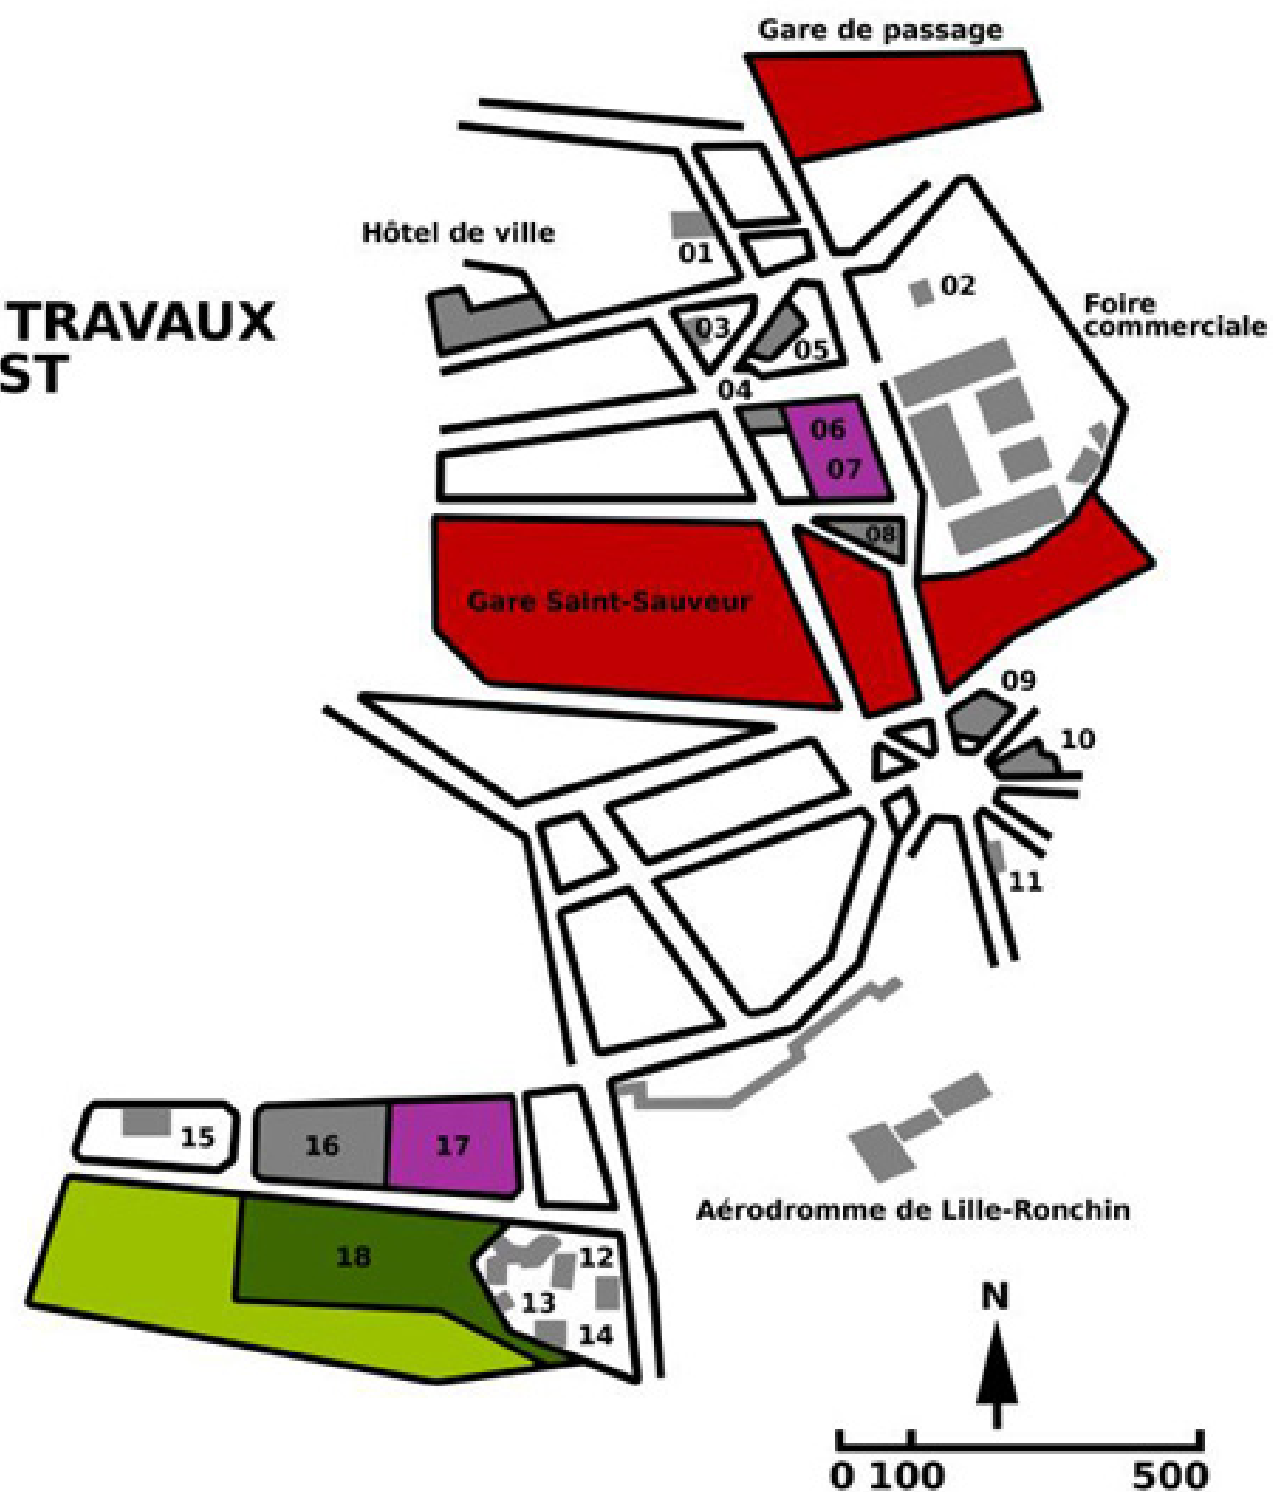 Gare de passage
Hôtel de ville
01
02
TRAVAUX
ST
Foire
commerciale
03
05
04
06
07
08
Gare Saint-Sauveur
09
10
11
15
16
17
Aérodromme de Lille-Ronchin
18
12
13
14
N
0 100 500